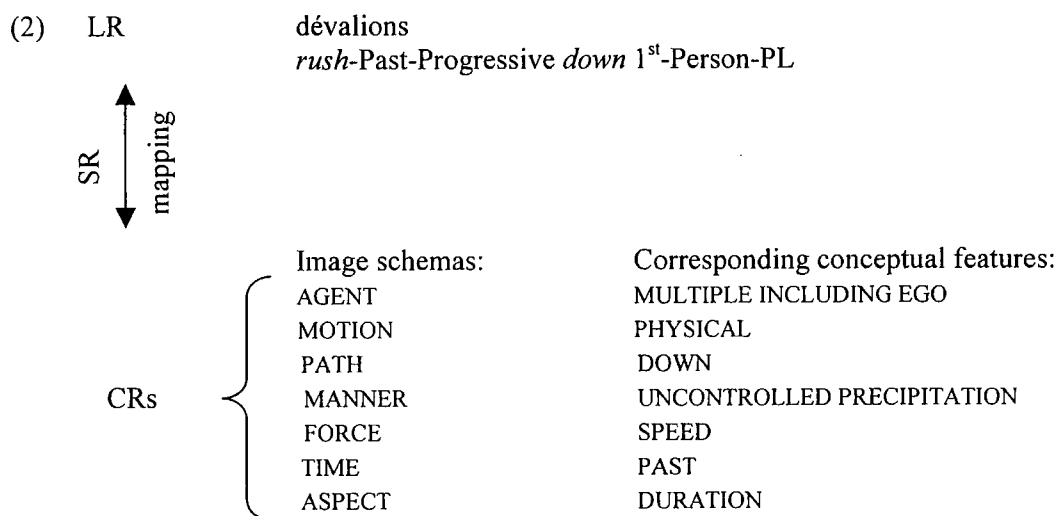 (2) LR dévalions
rush-Past-Progressive down 1st-Person-PL
SR mapping
Image schemas: Corresponding conceptual features:
AGENT MULTIPLE INCLUDING EGO
MOTION PHYSICAL
PATH DOWN
CRs MANNER UNCONTROLLED PRECIPITATION
FORCE SPEED
TIME PAST
ASPECT DURATION